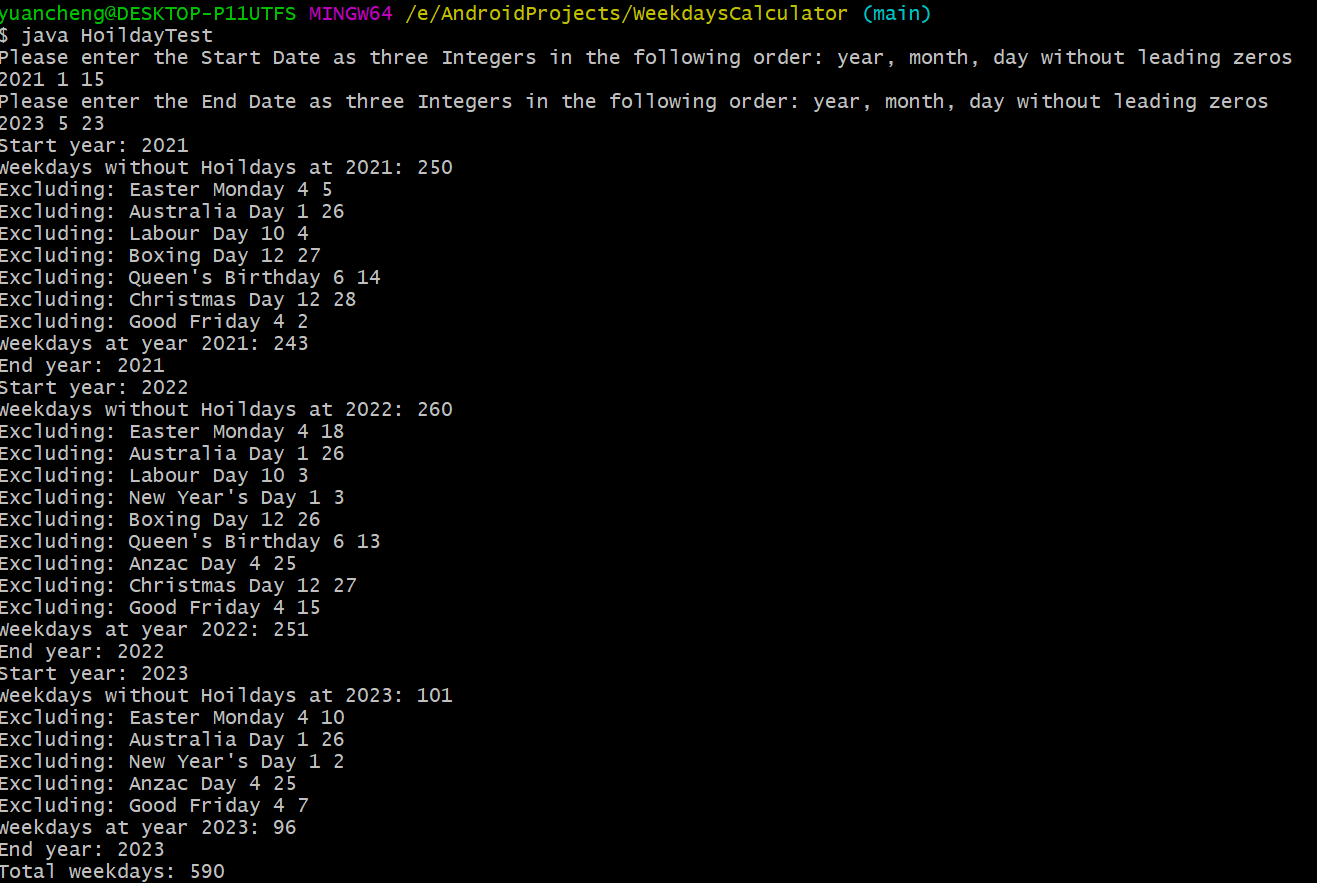 yuancheng@DESKTOP-P11UTFS MINGW64 /e/AndroidProjects/WeekdaysCalculator (main)
$ java HoildayTest
Please enter the Start Date as three Integers in the following order: year, month, day without leading zeros
2021 1 15
Please enter the End Date as three Integers in the following order: year, month, day without leading zeros
2023 5 23
Start year: 2021
Weekdays without Hoildays at 2021: 250
Excluding: Easter Monday 4 5
Excluding: Australia Day 1 26
Excluding: Labour Day 10 4
Excluding: Boxing Day 12 27
Excluding: Queen's Birthday 6 14
Excluding: Christmas Day 12 28
Excluding: Good Friday 4 2
Weekdays at year 2021: 243
End year: 2021
Start year: 2022
Weekdays without Hoildays at 2022: 260
Excluding: Easter Monday 4 18
Excluding: Australia Day 1 26
Excluding: Labour Day 10 3
Excluding: New Year's Day 1 3
Excluding: Boxing Day 12 26
Excluding: Queen's Birthday 6 13
Excluding: Anzac Day 4 25
Excluding: Christmas Day 12 27
Excluding: Good Friday 4 15
Weekdays at year 2022: 251
End year: 2022
Start year: 2023
Weekdays without Hoildays at 2023: 101
Excluding: Easter Monday 4 10
Excluding: Australia Day 1 26
Excluding: New Year's Day 1 2
Excluding: Anzac Day 4 25
Excluding: Good Friday 4 7
Weekdays at year 2023: 96
End year: 2023
Total weekdays: 590